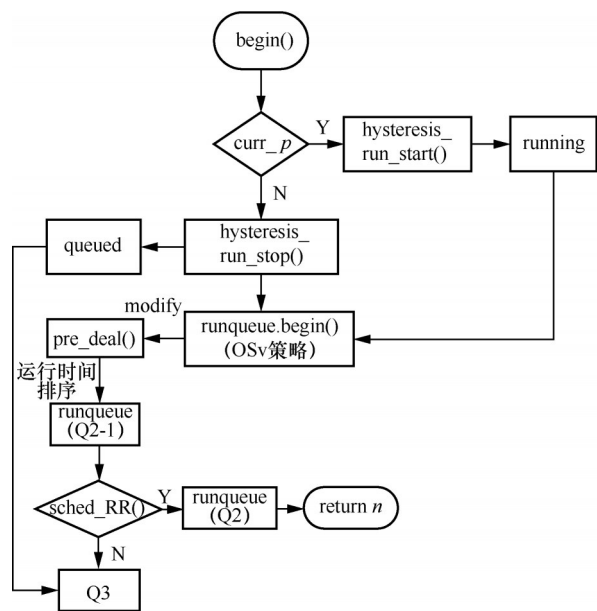 begin()
curr_p
Y
hysteresis_
run_start()
running
N
queued
hysteresis_
run_stop()
modify
pre_deal()
runqueue.begin()
(OSv策略)
运行时间
排序
runqueue
(Q2-1)
sched_RR()
Y
runqueue
(Q2)
return n
N
Q3